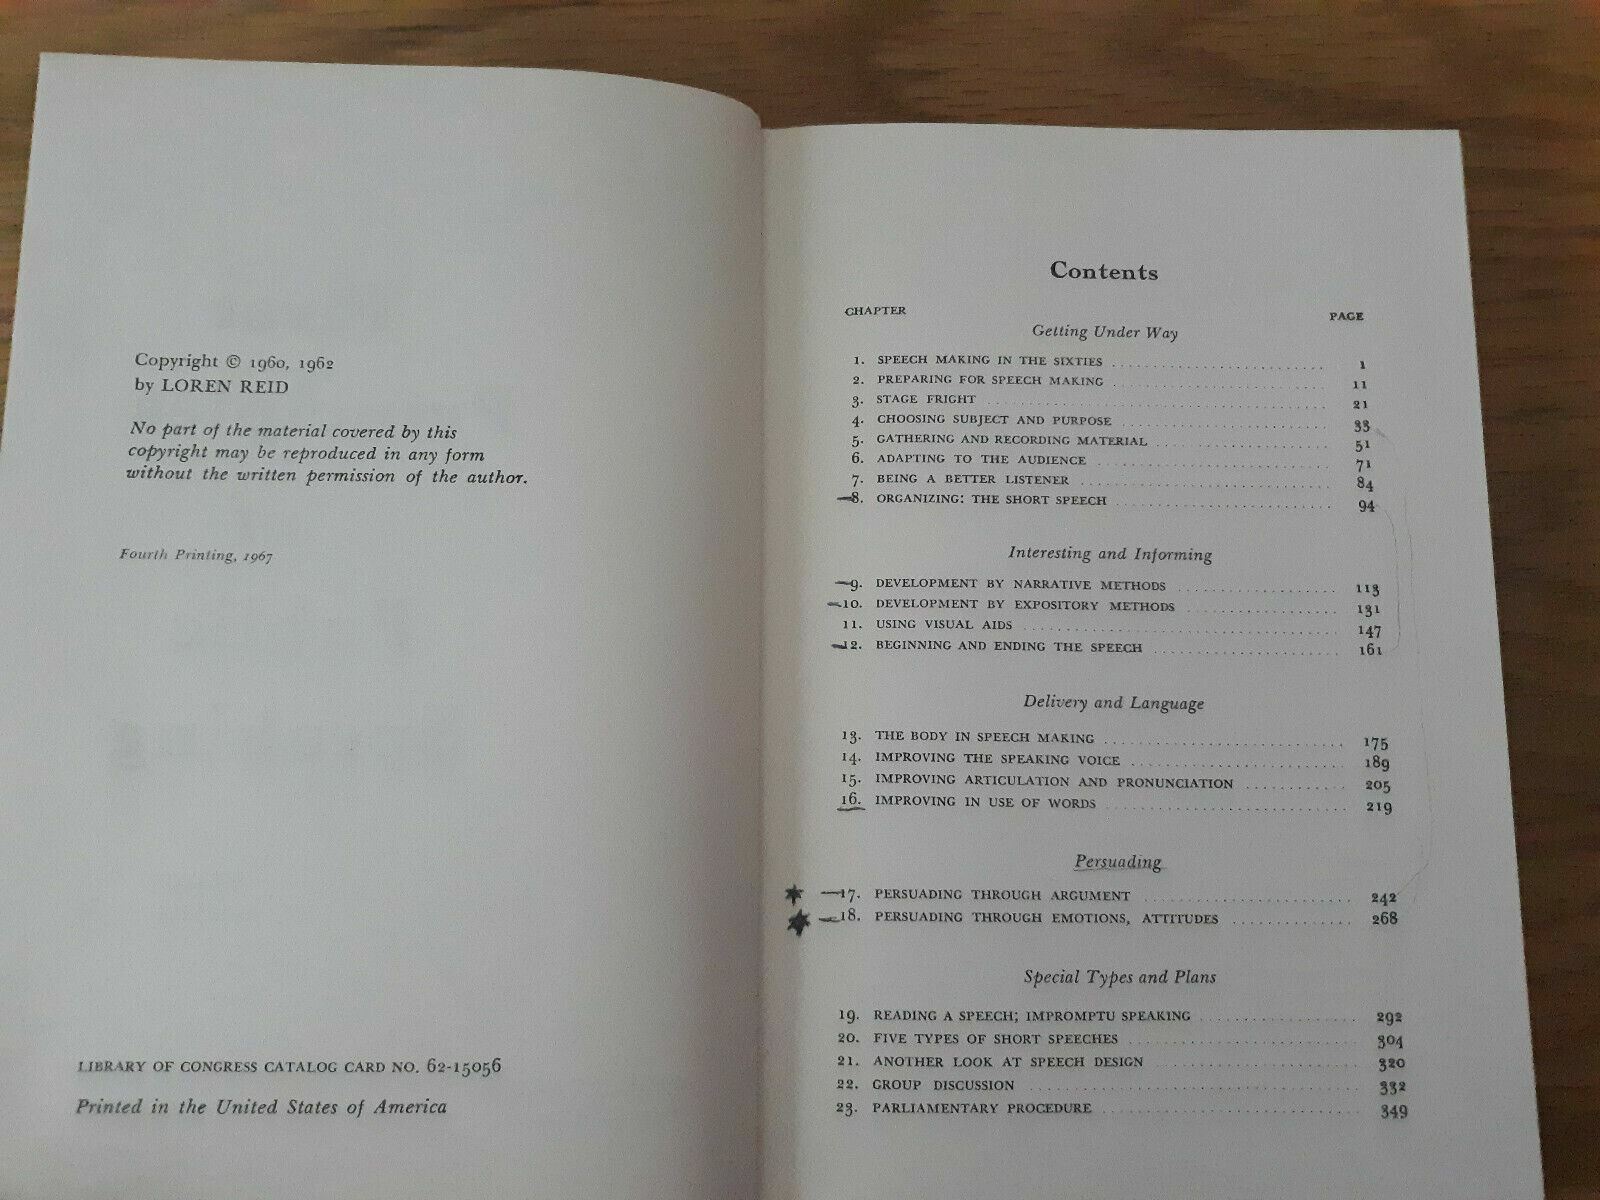 Copyright © 1960, 1962
by LOREN REID
No part of the material covered by this
copyright may be reproduced in any form
without the written permission of the author.
Fourth Printing, 1967
LIBRARY OF CONGRESS CATALOG CARD NO. 62-15056
Printed in the United States of America
Contents
CHAPTER PAGE
Getting Under Way
1. SPEECH MAKING IN THE SIXTIES 1
2. PREPARING FOR SPEECH MAKING 11
3. STAGE FRIGHT 21
4. CHOOSING SUBJECT AND PURPOSE 33
5. GATHERING AND RECORDING MATERIAL 51
6. ADAPTING TO THE AUDIENCE 71
7. BEING A BETTER LISTENER 84
8. ORGANIZING: THE SHORT SPEECH 94
Interesting and Informing
9. DEVELOPMENT BY NARRATIVE METHODS 113
10. DEVELOPMENT BY EXPOSITORY METHODS 131
11. USING VISUAL AIDS 147
12. BEGINNING AND ENDING THE SPEECH 161
Delivery and Language
13. THE BODY IN SPEECH MAKING 175
14. IMPROVING THE SPEAKING VOICE 189
15. IMPROVING ARTICULATION AND PRONUNCIATION 205
16. IMPROVING IN USE OF WORDS 219
Persuading
17. PERSUADING THROUGH ARGUMENT 242
18. PERSUADING THROUGH EMOTIONS, ATTITUDES 268
Special Types and Plans
19. READING A SPEECH; IMPROMPTU SPEAKING 292
20. FIVE TYPES OF SHORT SPEECHES 304
21. ANOTHER LOOK AT SPEECH DESIGN 320
22. GROUP DISCUSSION 332
23. PARLIAMENTARY PROCEDURE 349